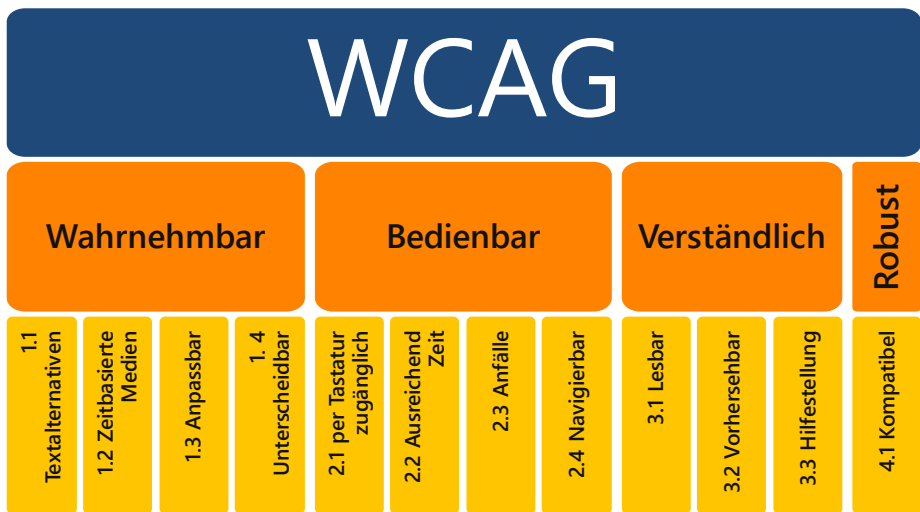 WCAG
Wahrnehmbar
Bedienbar
Verständlich
Robust
1.1
Textalternativen
1.2 Zeitbasierte
Medien
1.3 Anpassbar
1. 4
Unterscheidbar
2.1 per Tastatur
zugänglich
2.2 Ausreichend
Zeit
2.3 Anfälle
2.4 Navigierbar
3.1 Lesbar
3.2 Vorhersehbar
3.3 Hilfestellung
4.1 Kompatibel